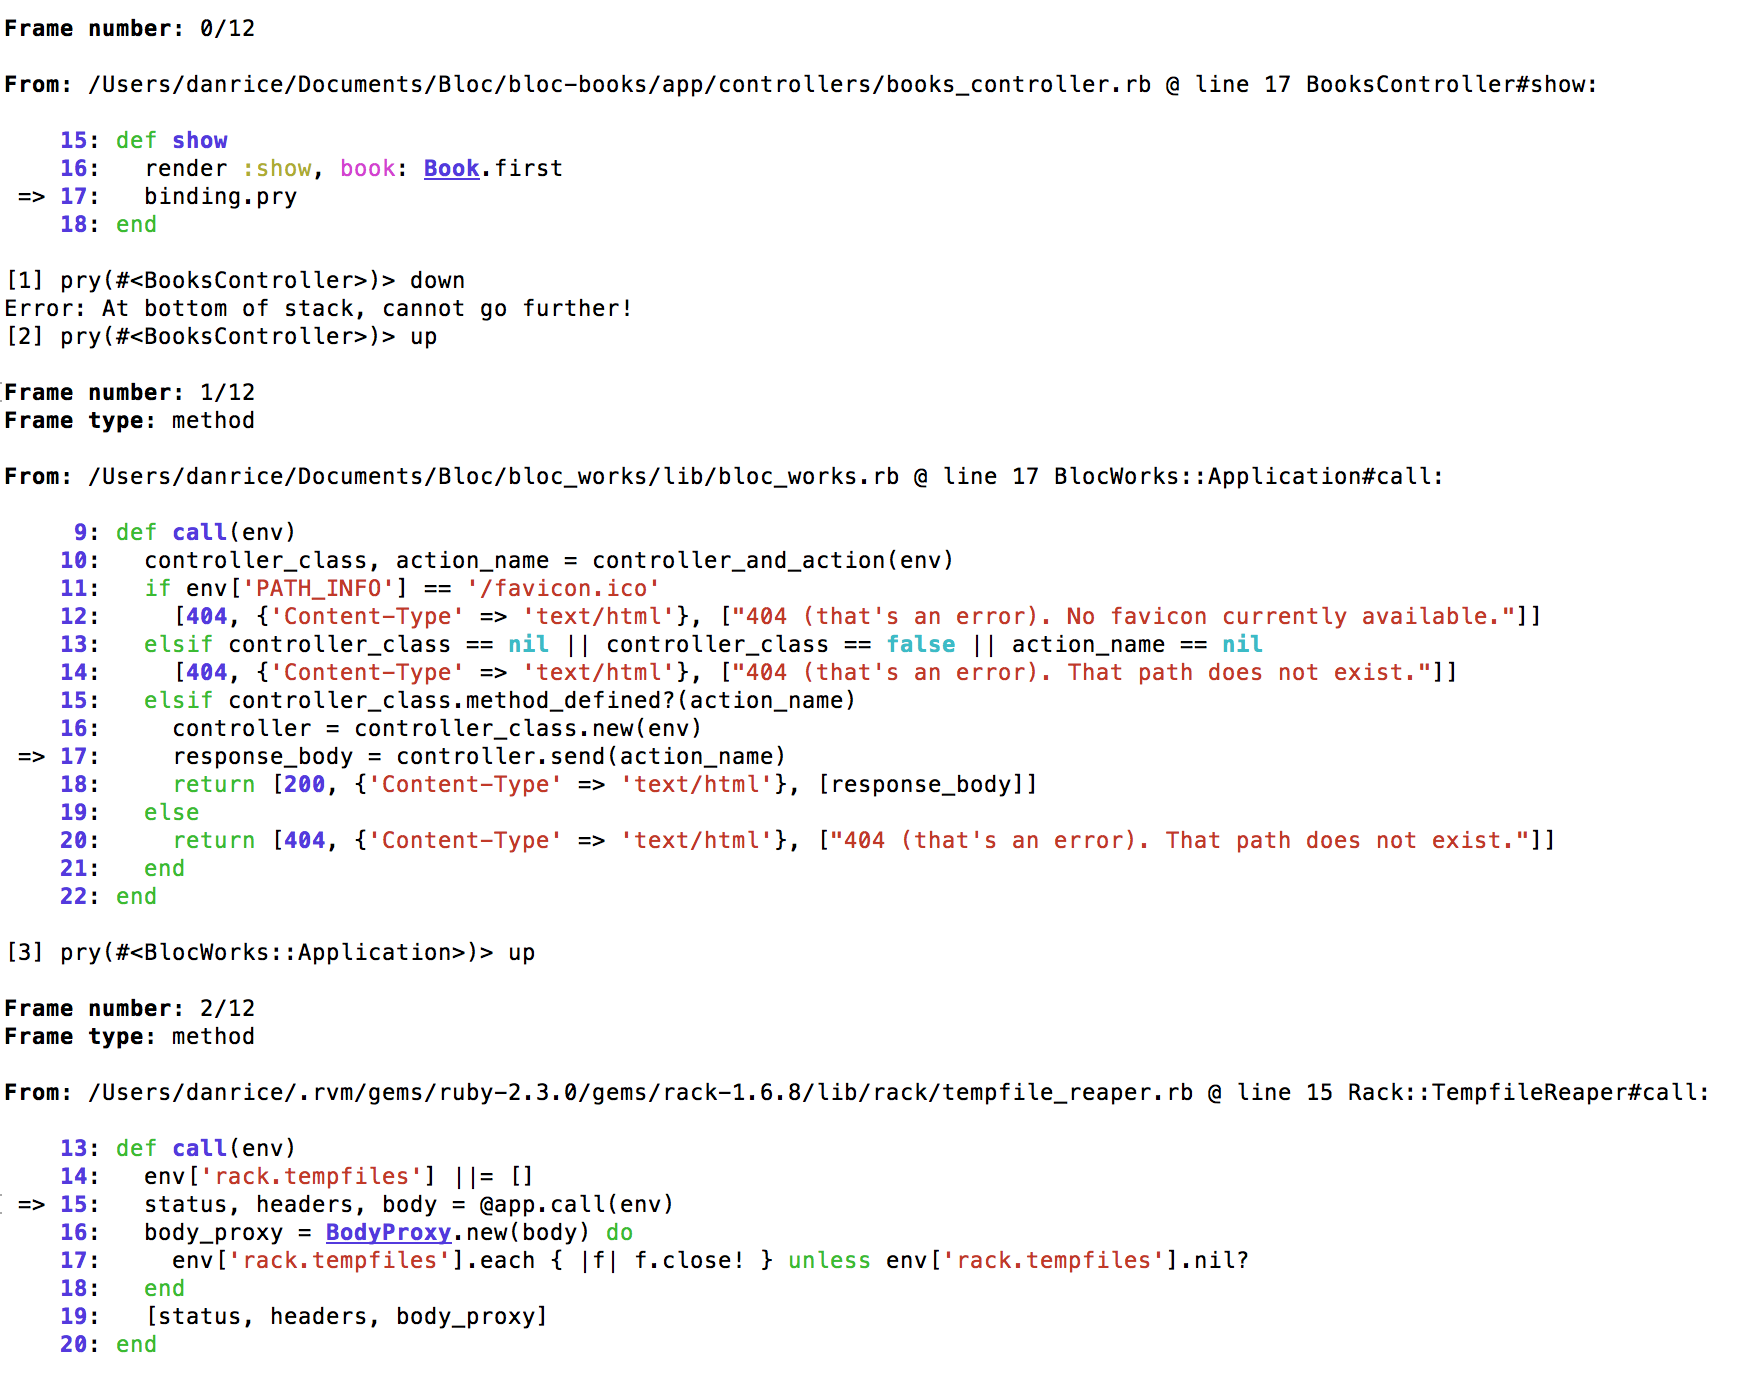 Frame number: 0/12
From: /Users/danrice/Documents/Bloc/bloc-books/app/controllers/books_controller.rb @ line 17 BooksController#show:
    15: def show
    16:   render :show, book: Book.first
 => 17:   binding.pry
    18: end
[1] pry(#<BooksController>)> down
Error: At bottom of stack, cannot go further!
[2] pry(#<BooksController>)> up
Frame number: 1/12
Frame type: method
From: /Users/danrice/Documents/Bloc/bloc_works/lib/bloc_works.rb @ line 17 BlocWorks::Application#call:
     9: def call(env)
    10:   controller_class, action_name = controller_and_action(env)
    11:   if env['PATH_INFO'] == '/favicon.ico'
    12:     [404, {'Content-Type' => 'text/html'}, ["404 (that's an error). No favicon currently available."]]
    13:   elsif controller_class == nil || controller_class == false || action_name == nil
    14:     [404, {'Content-Type' => 'text/html'}, ["404 (that's an error). That path does not exist."]]
    15:   elsif controller_class.method_defined?(action_name)
    16:     controller = controller_class.new(env)
 => 17:     response_body = controller.send(action_name)
    18:     return [200, {'Content-Type' => 'text/html'}, [response_body]]
    19:   else
    20:     return [404, {'Content-Type' => 'text/html'}, ["404 (that's an error). That path does not exist."]]
    21:   end
    22: end
[3] pry(#<BlocWorks::Application>)> up
Frame number: 2/12
Frame type: method
From: /Users/danrice/.rvm/gems/ruby-2.3.0/gems/rack-1.6.8/lib/rack/tempfile_reaper.rb @ line 15 Rack::TempfileReaper#call:
    13: def call(env)
    14:   env['rack.tempfiles'] ||= []
 => 15:   status, headers, body = @app.call(env)
    16:   body_proxy = BodyProxy.new(body) do
    17:     env['rack.tempfiles'].each { |f| f.close! } unless env['rack.tempfiles'].nil?
    18:   end
    19:   [status, headers, body_proxy]
    20: end